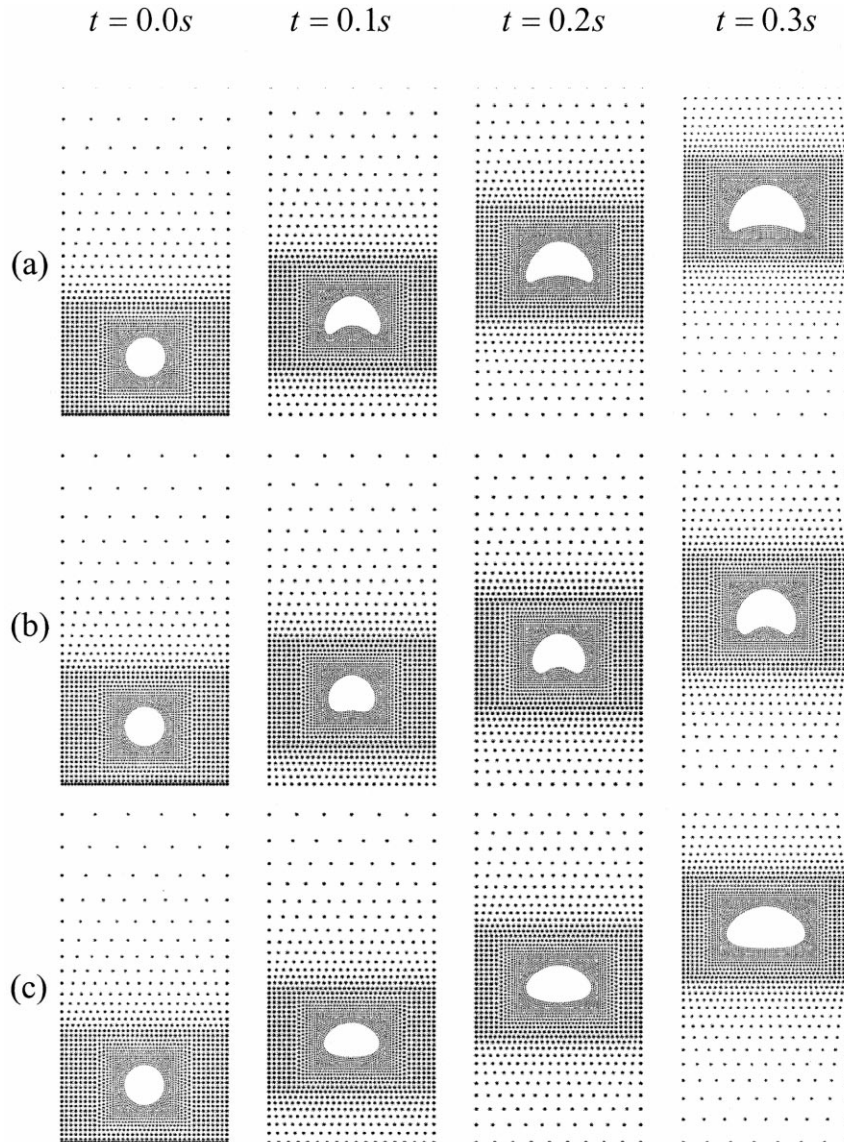 t = 0.0s t = 0.1s t = 0.2s t = 0.3s
(a)
(b)
(c)